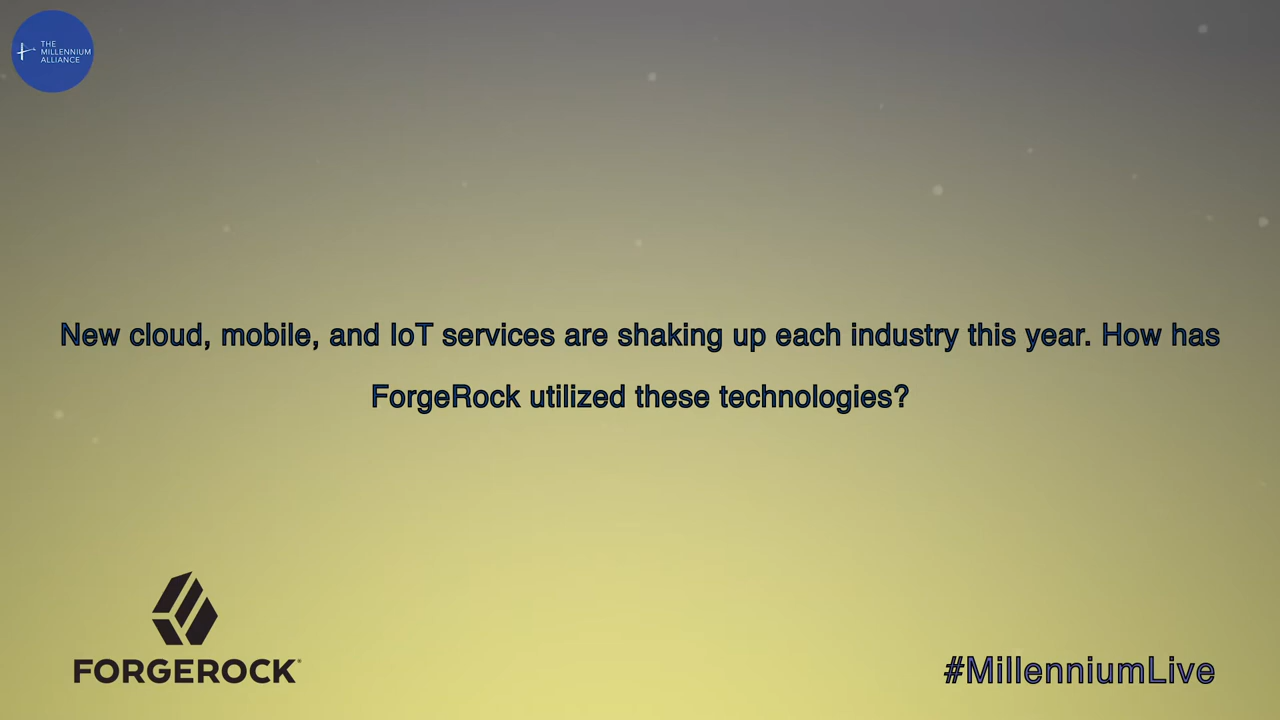 THE
MILLENNIUM
ALLIANCE
New cloud, mobile, and IoT services are shaking up each industry this year. How has
ForgeRock utilized these technologies?
FORGEROCK®
#MillenniumLive